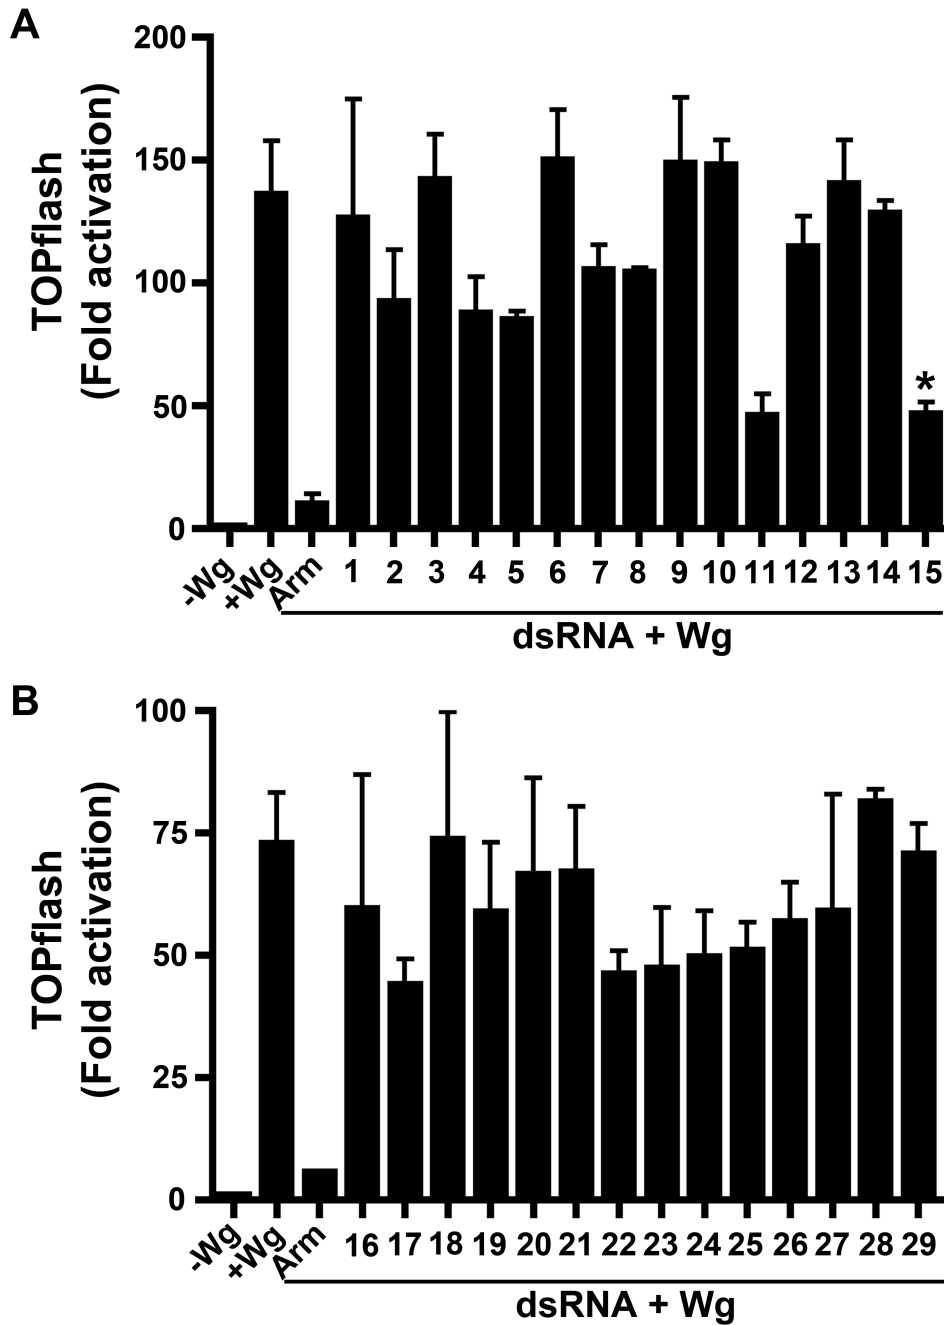 A
TOPflash
(Fold activation)
200
150
100
50
0
*
-Wg +Wg Arm 1 2 3 4 5 6 7 8 9 10 11 12 13 14 15
dsRNA + Wg
B
TOPflash
(Fold activation)
100
75
50
25
0
-Wg +Wg Arm 16 17 18 19 20 21 22 23 24 25 26 27 28 29
dsRNA + Wg